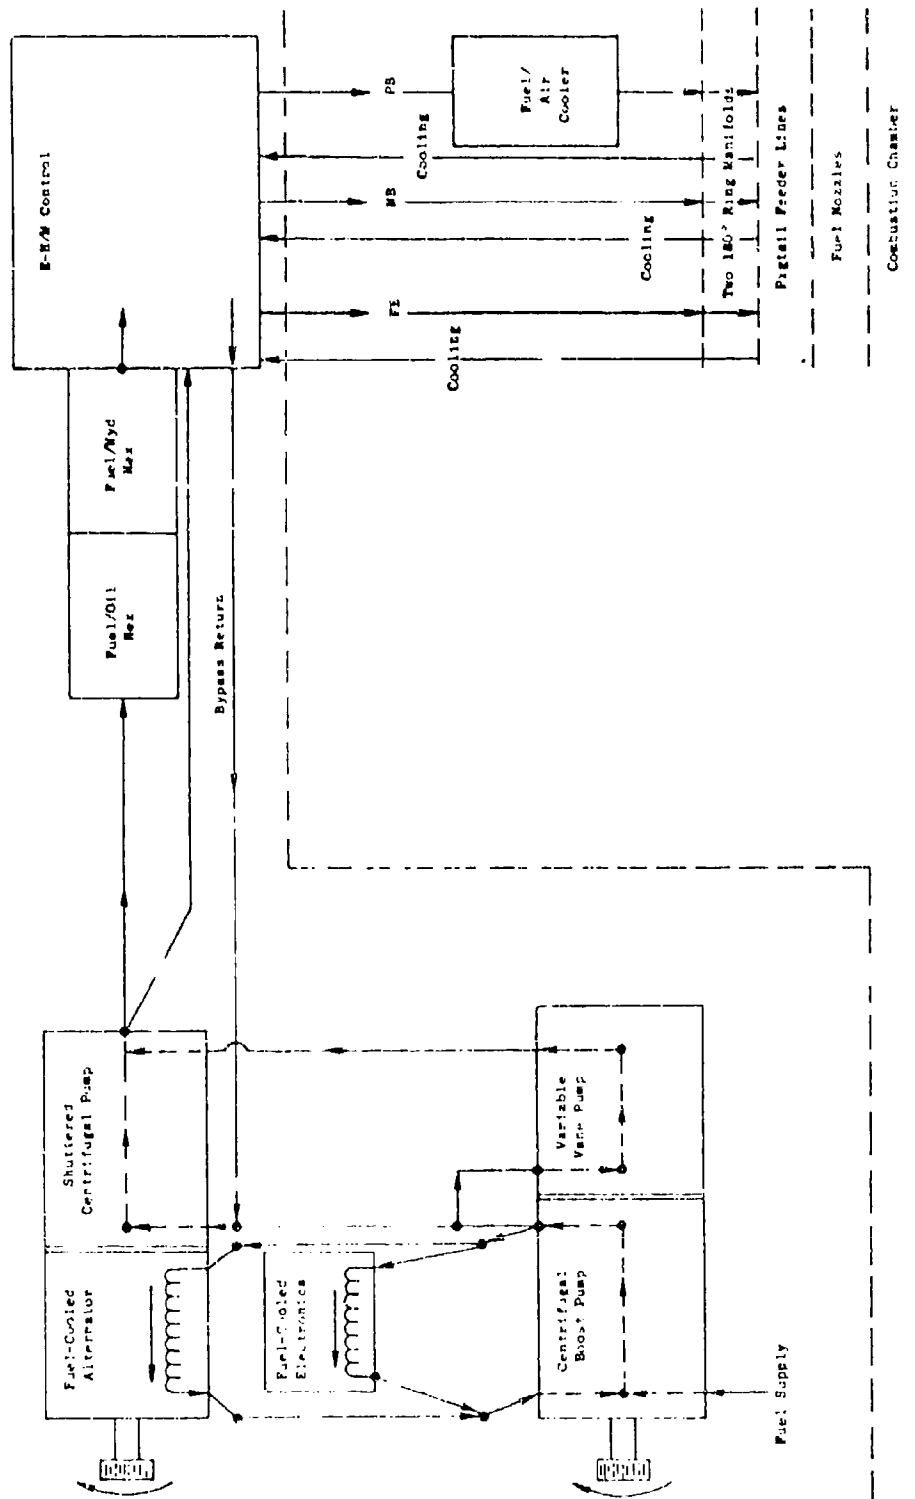 E-H/M Control
Fuel/Hyd
Hex
Fuel/Oil
Hex
Bypass Return
PB
MB
Cooling
Cooling
Cooling
Fuel/
Air
Cooler
Two 180° Ring Manifolds
Pigtail Feeder Lines
Fuel Nozzles
Combustion Chamber
Shuttered
Centrifugal Pump
Fuel-Cooled
Alternator
Fuel-Cooled
Electronics
Variable
Vane Pump
Centrifugal
Boost Pump
Fuel Supply